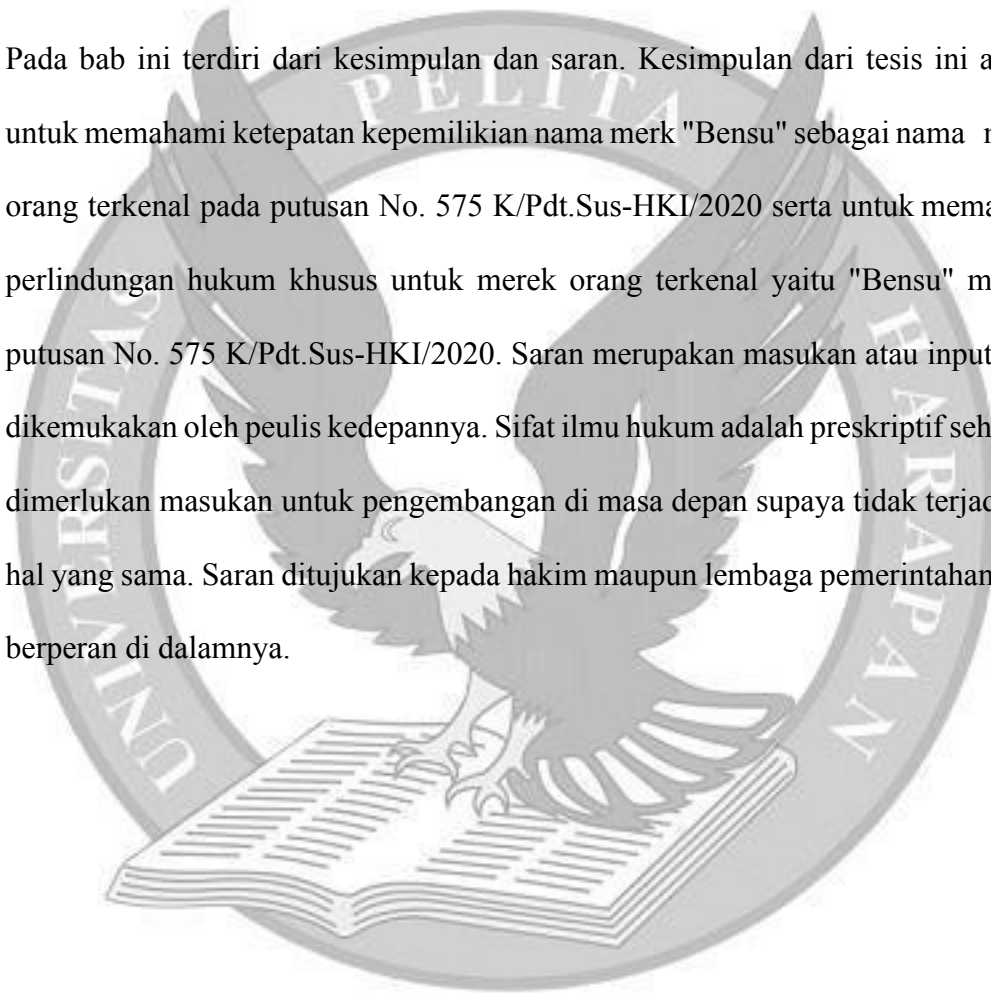 Pada bab ini terdiri dari kesimpulan dan saran. Kesimpulan dari tesis ini a
untuk memahami ketepatan kepemilikian nama merk "Bensu" sebagai nama
orang terkenal pada putusan No. 575 K/Pdt.Sus-HKI/2020 serta untuk mema
perlindungan hukum khusus untuk merek orang terkenal yaitu "Bensu" m
putusan No. 575 K/Pdt.Sus-HKI/2020. Saran merupakan masukan atau input
dikemukakan oleh peulis kedepannya. Sifat ilmu hukum adalah preskriptif seh
dimerlukan masukan untuk pengembangan di masa depan supaya tidak terjad
hal yang sama. Saran ditujukan kepada hakim maupun lembaga pemerintahan
berperan di dalamnya.
UNIVERSITAS
PELITA
HARAPAN